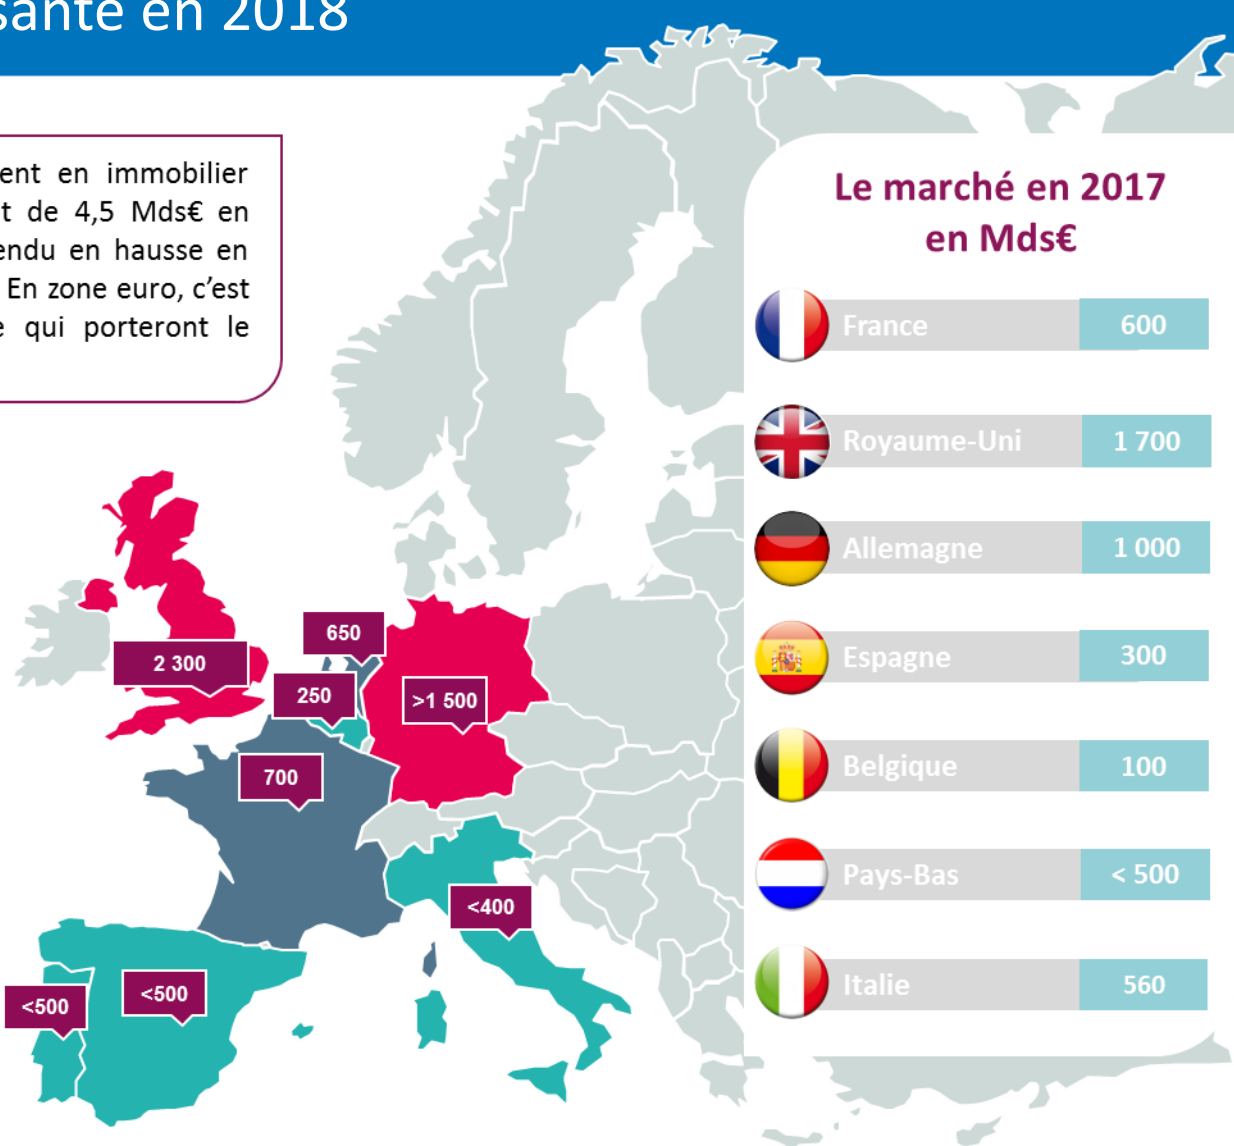 santé en 2018
ent en immobilier
t de 4,5 Mds€ en
endu en hausse en
En zone euro, c'est
e qui porteront le
Le marché en 2017
en Mds€
France 600
Royaume-Uni 1 700
Allemagne 1 000
Espagne 300
Belgique 100
Pays-Bas < 500
Italie 560
650
2 300
250
>1 500
700
<400
<500
<500